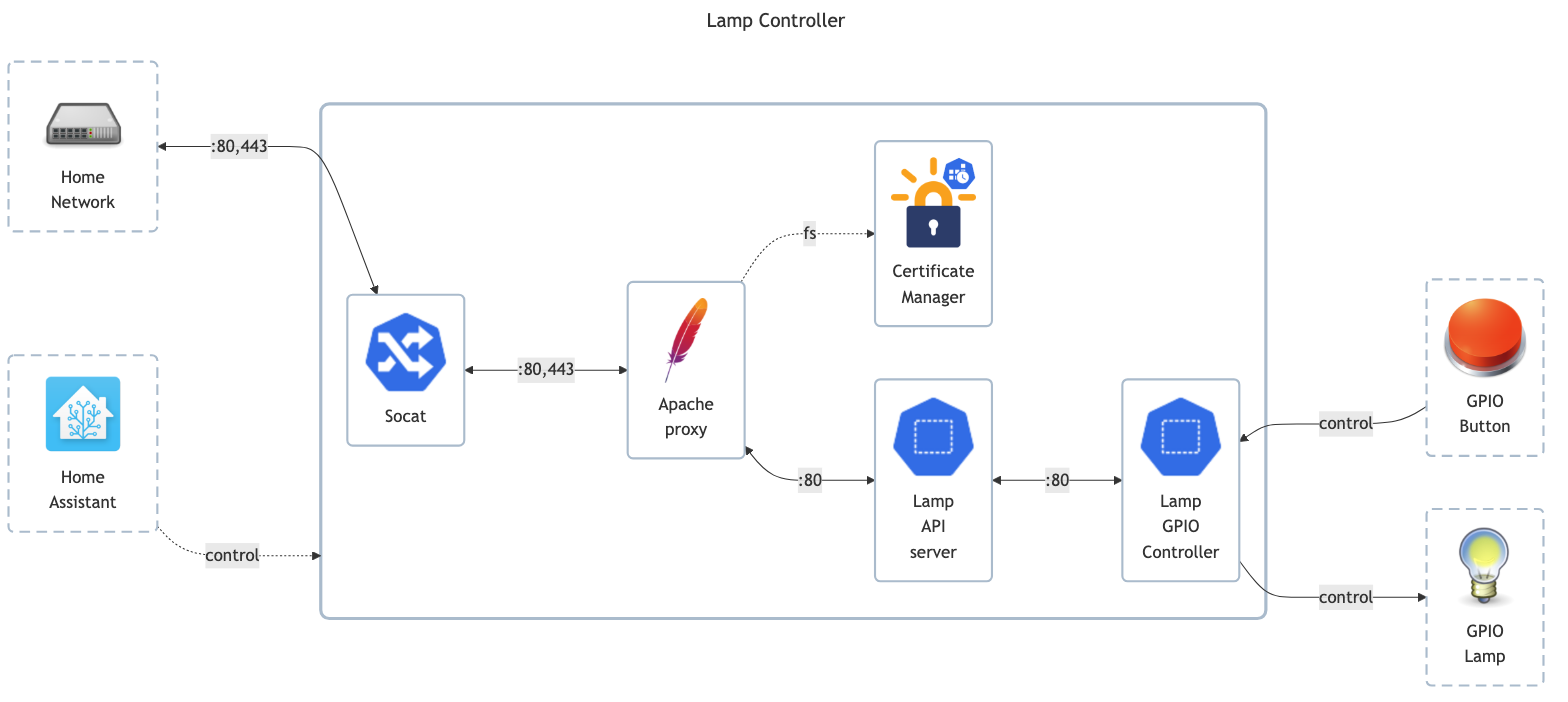 Lamp Controller
Home
Network
:80,443
Certificate
Manager
fs
Socat
:80,443
Apache
proxy
GPIO
Button
control
Home
Assistant
control
:80
Lamp
API
server
:80
Lamp
GPIO
Controller
control
GPIO
Lamp